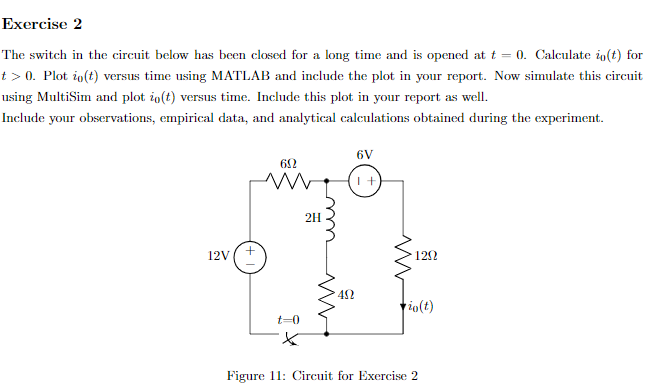 Exercise 2
The switch in the circuit below has been closed for a long time and is opened at t = 0. Calculate i₀(t) for
t > 0. Plot i₀(t) versus time using MATLAB and include the plot in your report. Now simulate this circuit
using MultiSim and plot i₀(t) versus time. Include this plot in your report as well.
Include your observations, empirical data, and analytical calculations obtained during the experiment.
6V
6Ω
+
2H
12V
+
−
12Ω
4Ω
i₀(t)
t=0
Figure 11: Circuit for Exercise 2